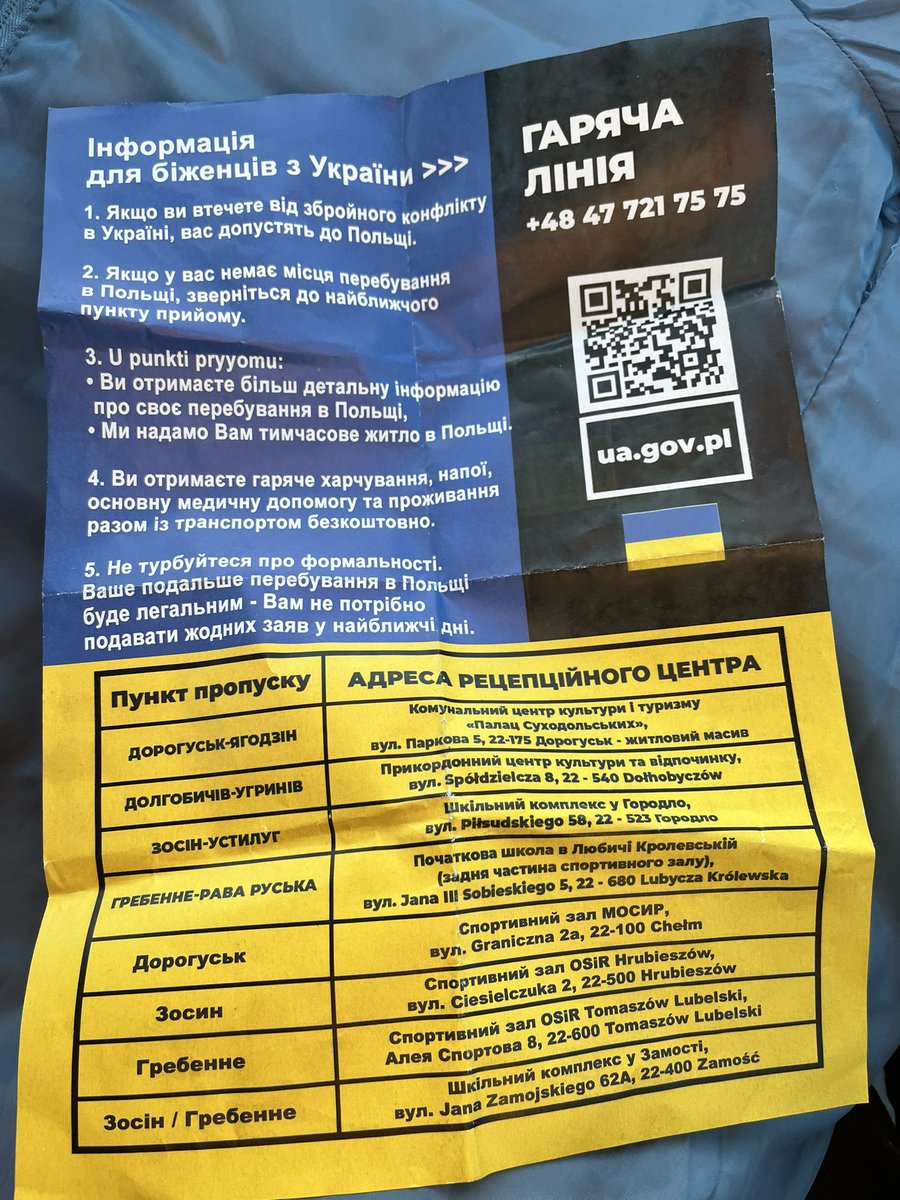 Інформація
для біженців з України >>>
1. Якщо ви втечете від збройного конфлікту
в Україні, вас допустять до Польщі.
2. Якщо у вас немає місця перебування
в Польщі, зверніться до найближчого
пункту прийому.
3. U punkti pryyomu:
• Ви отримаєте більш детальну інформацію
про своє перебування в Польщі,
• Ми надамо Вам тимчасове житло в Польщі.
4. Ви отримаєте гаряче харчування, напої,
основну медичну допомогу та проживання
разом із транспортом безкоштовно.
5. Не турбуйтеся про формальності.
Ваше подальше перебування в Польщі
буде легальним - Вам не потрібно
подавати жодних заяв у найближчі дні.
ГАРЯЧА
ЛІНІЯ
+48 47 721 75 75
ua.gov.pl
Пункт пропуску
АДРЕСА РЕЦЕПЦІЙНОГО ЦЕНТРА
ДОРОГУСЬК-ЯГОДЗІН
Комунальний центр культури і туризму
«Палац Суходольських»,
вул. Паркова 5, 22-175 Дорогуськ - житловий масив
ДОЛГОБИЧІВ-УГРИНІВ
Прикордонний центр культури та відпочинку,
вул. Spółdzielcza 8, 22 - 540 Dołhobyczów
ЗОСІН-УСТИЛУГ
Шкільний комплекс у Городло,
вул. Piłsudskiego 58, 22 - 523 Городло
ГРЕБЕННЕ-РАВА РУСЬКА
Початкова школа в Любичі Кролевській
(задня частина спортивного залу),
вул. Jana III Sobieskiego 5, 22 - 680 Lubycza Królewska
Дорогуськ
Спортивний зал МОСИР,
вул. Graniczna 2a, 22-100 Chełm
Зосин
Спортивний зал OSiR Hrubieszów,
вул. Ciesielczuka 2, 22-500 Hrubieszów
Гребенне
Спортивний зал OSiR Tomaszów Lubelski,
Алея Спортова 8, 22-600 Tomaszów Lubelski
Зосін / Гребенне
Шкільний комплекс у Замості,
вул. Jana Zamojskiego 62A, 22-400 Zamość